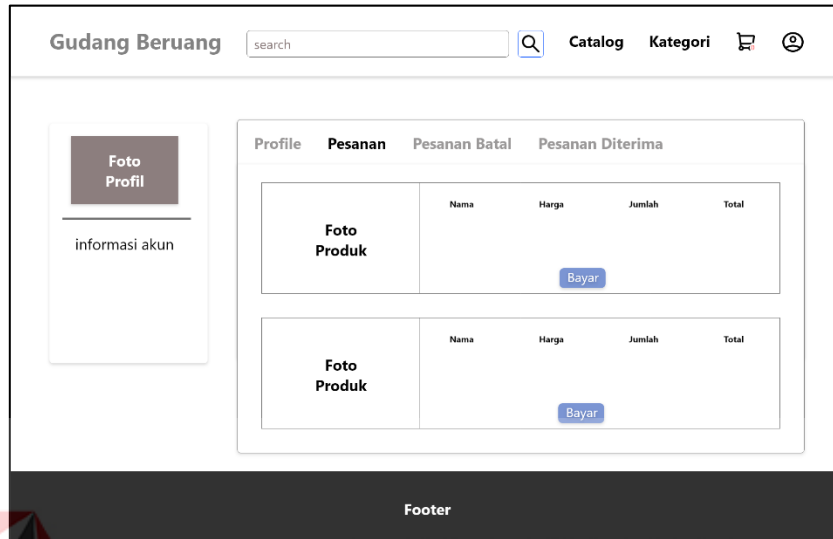 Gudang Beruang search Catalog Kategori
Foto
Profil
informasi akun
Profile Pesanan Pesanan Batal Pesanan Diterima
Foto
Produk
Nama Harga Jumlah Total
Bayar
Foto
Produk
Nama Harga Jumlah Total
Bayar
Footer